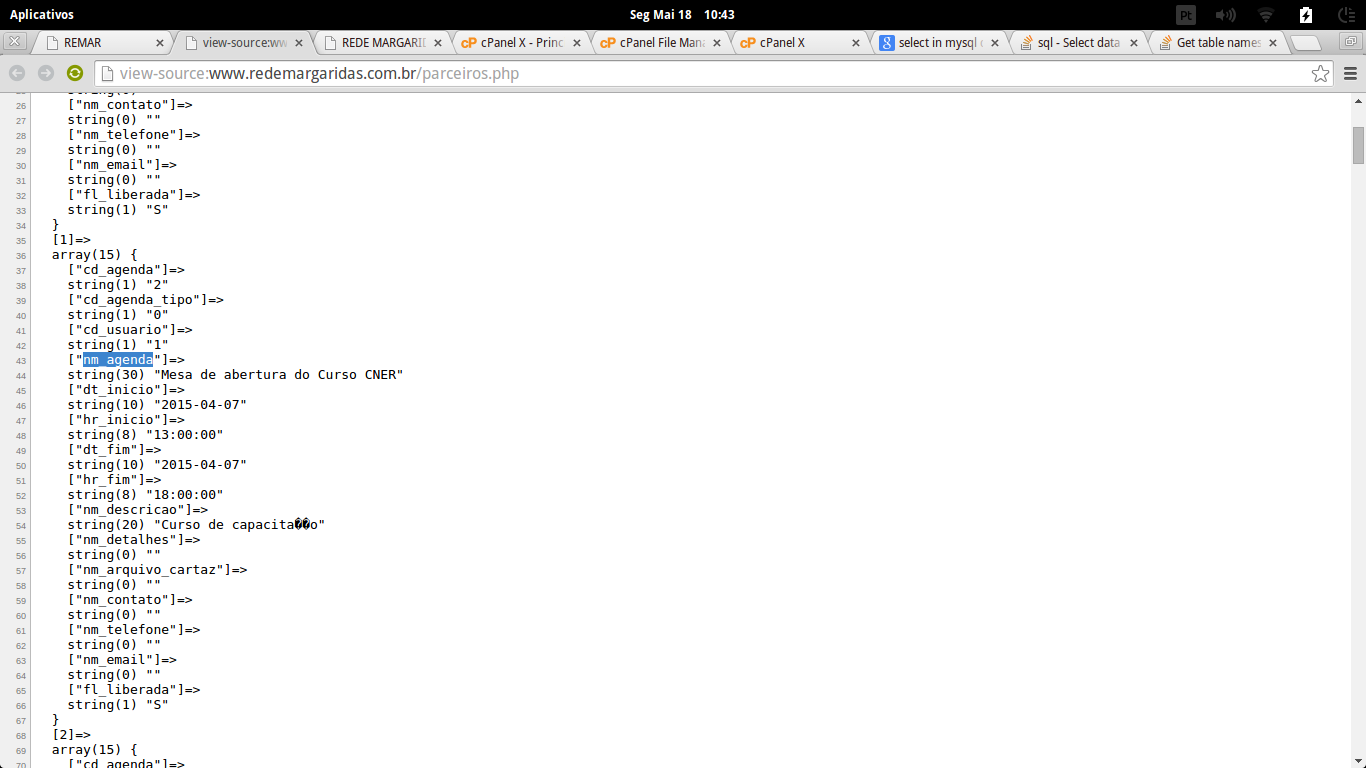 Aplicativos
Seg Mai 18 10:43
Pt
REMAR
view-source:ww
REDE MARGARID
cPanel X - Princ
cPanel File Mana
cPanel X
select in mysql
sql - Select data
Get table names
view-source:www.redemargaridas.com.br/parceiros.php
26 ["nm_contato"]=>
27 string(0) ""
28 ["nm_telefone"]=>
29 string(0) ""
30 ["nm_email"]=>
31 string(0) ""
32 ["fl_liberada"]=>
33 string(1) "S"
34 }
35 [1]=>
36 array(15) {
37 ["cd_agenda"]=>
38 string(1) "2"
39 ["cd_agenda_tipo"]=>
40 string(1) "0"
41 ["cd_usuario"]=>
42 string(1) "1"
43 ["nm_agenda"]=>
44 string(30) "Mesa de abertura do Curso CNER"
45 ["dt_inicio"]=>
46 string(10) "2015-04-07"
47 ["hr_inicio"]=>
48 string(8) "13:00:00"
49 ["dt_fim"]=>
50 string(10) "2015-04-07"
51 ["hr_fim"]=>
52 string(8) "18:00:00"
53 ["nm_descricao"]=>
54 string(20) "Curso de capacita��o"
55 ["nm_detalhes"]=>
56 string(0) ""
57 ["nm_arquivo_cartaz"]=>
58 string(0) ""
59 ["nm_contato"]=>
60 string(0) ""
61 ["nm_telefone"]=>
62 string(0) ""
63 ["nm_email"]=>
64 string(0) ""
65 ["fl_liberada"]=>
66 string(1) "S"
67 }
68 [2]=>
69 array(15) {
70 ["cd_agenda"]=>